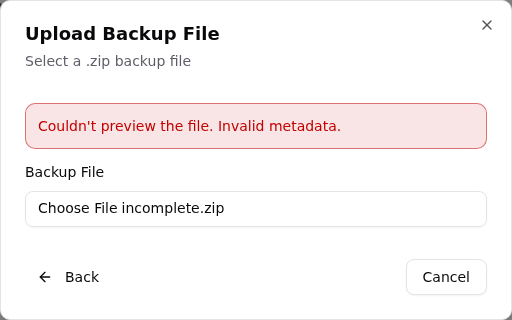 Upload Backup File
Select a .zip backup file
Couldn't preview the file. Invalid metadata.
Backup File
Choose File incomplete.zip
Back
Cancel